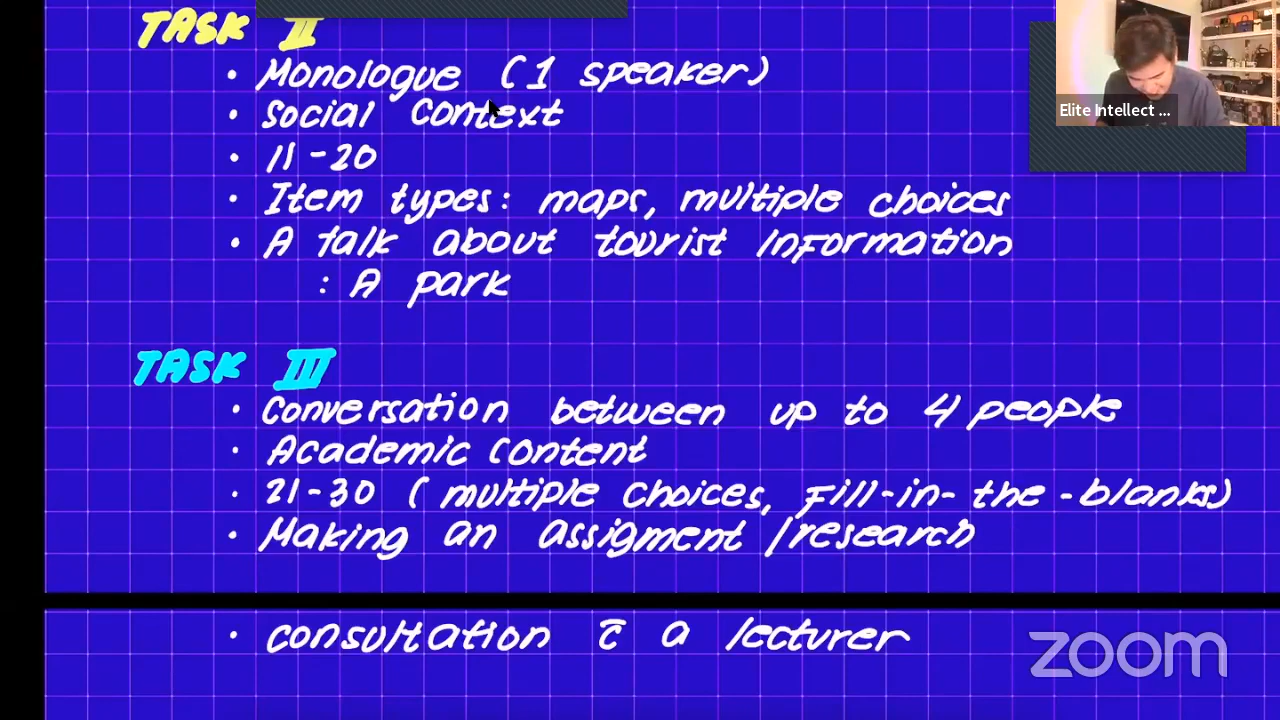 TASK II
• Monologue (1 speaker)
• Social Context
• 11-20
• Item types: maps, multiple choices
• A talk about tourist information
: A park
TASK III
• Conversation between up to 4 people
• Academic content
• 21-30 (multiple choices, fill-in-the-blanks)
• Making an assigment /research
• consultation c̄ a lecturer
Elite Intellect ...
zoom